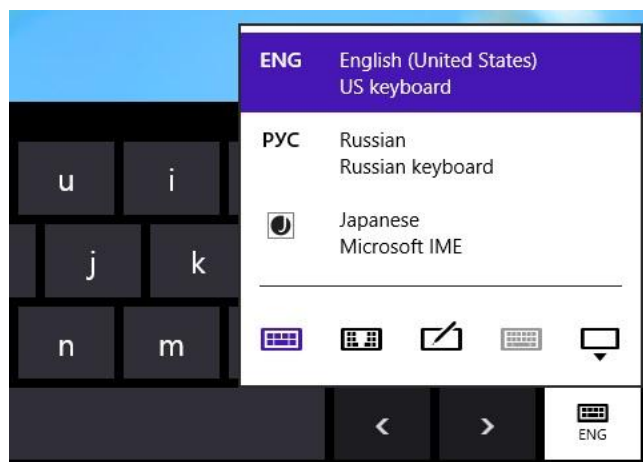 ENG English (United States)
US keyboard
РУС Russian
Russian keyboard
Japanese
Microsoft IME
u i
j k
n m
< >
ENG